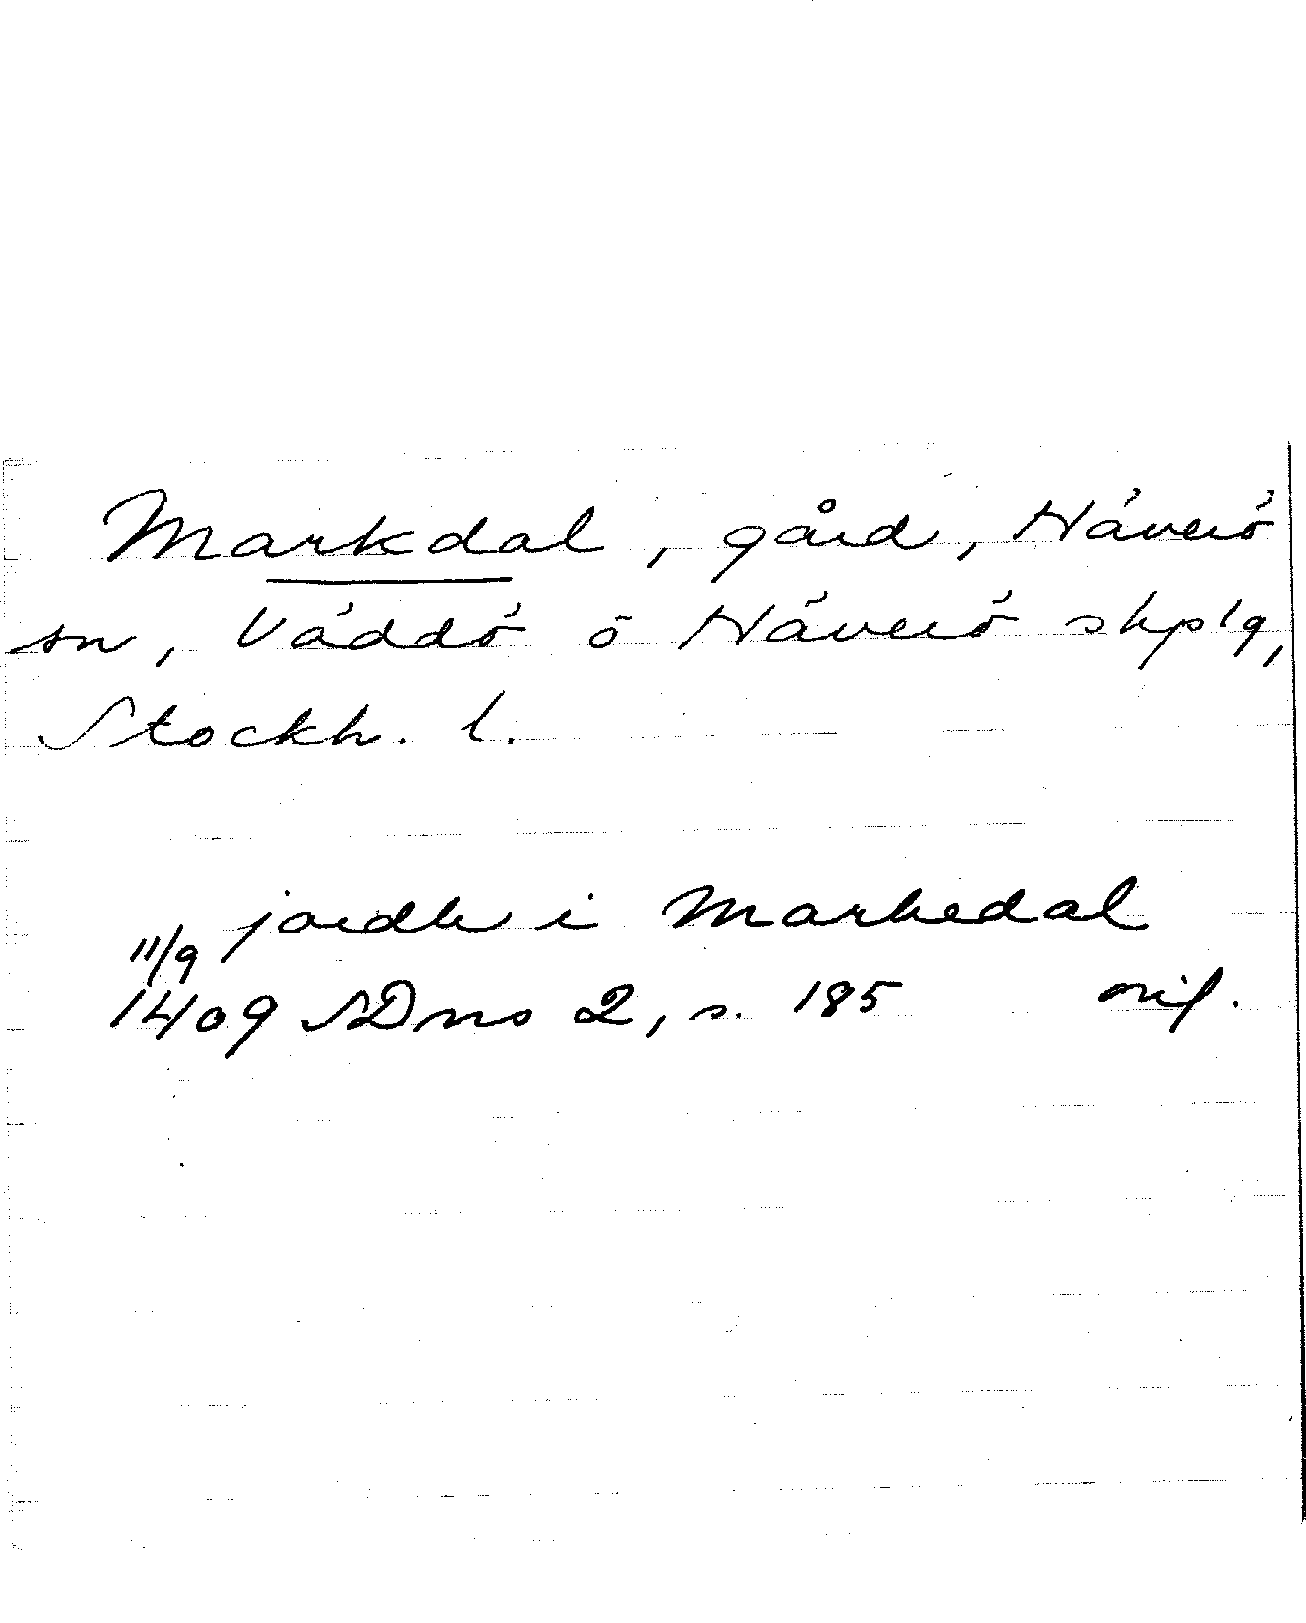 Markdal, gård, Häverö
sn, Väddö o Häverö skplg,
Stockh. l.
jordh i Markedal
11/9
1409 SDns 2, s. 185 orig.